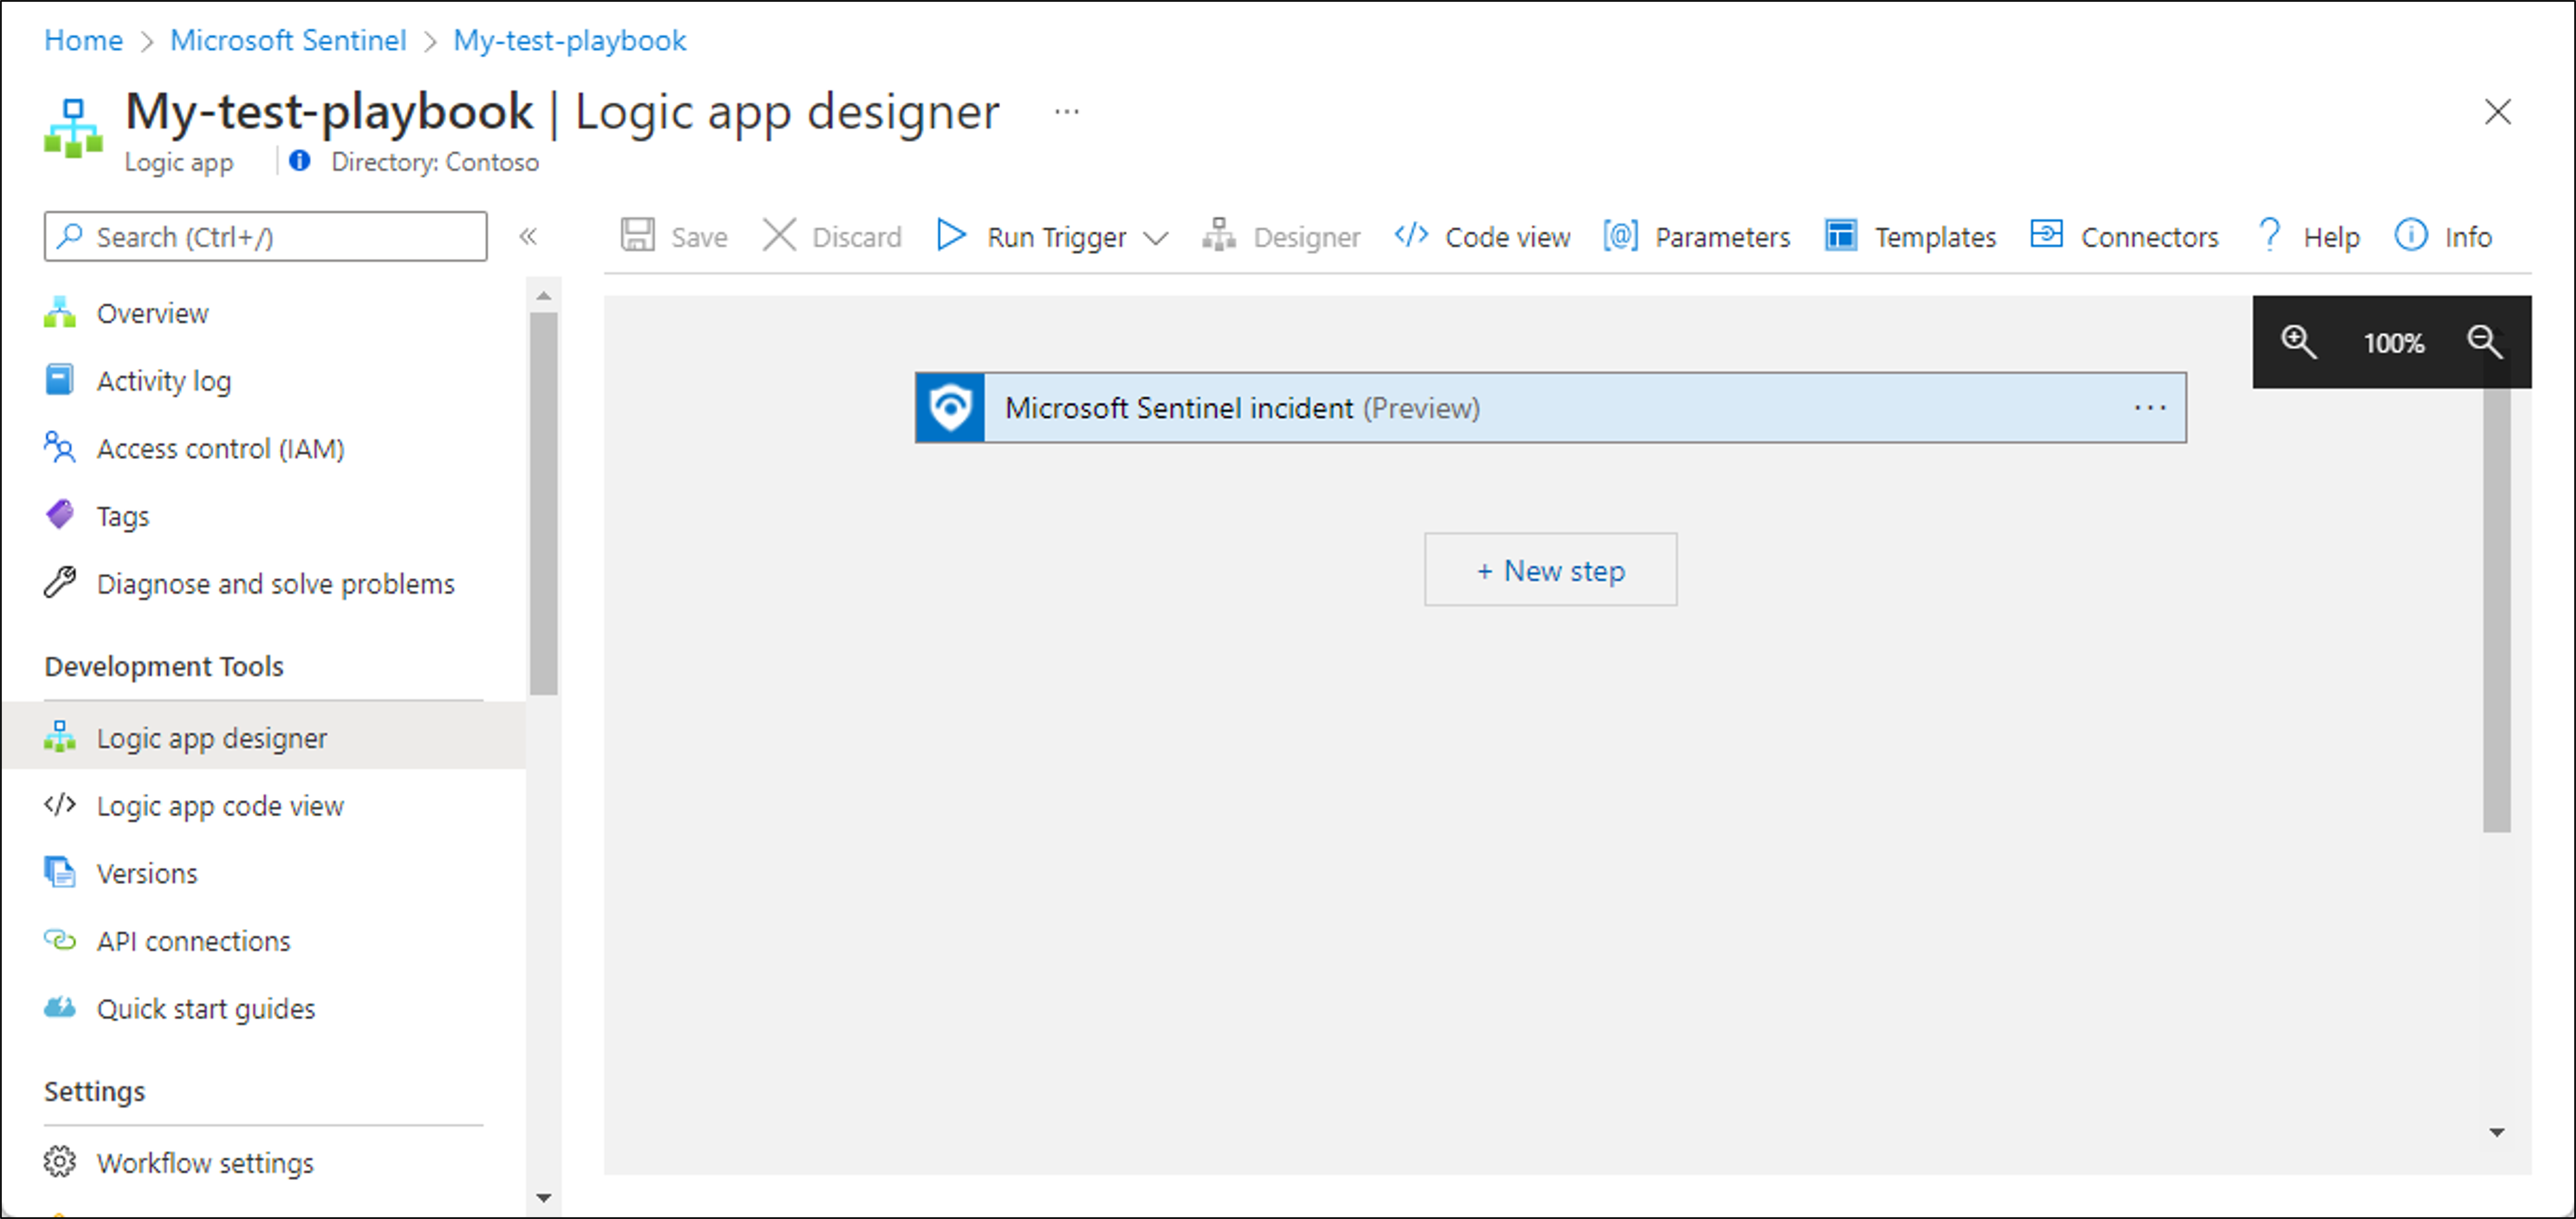 Home > Microsoft Sentinel > My-test-playbook
My-test-playbook | Logic app designer ...
Logic app | Directory: Contoso
Search (Ctrl+/) «
Save Discard Run Trigger Designer </> Code view [@] Parameters Templates Connectors ? Help Info
Overview
Activity log
Access control (IAM)
Tags
Diagnose and solve problems
Development Tools
Logic app designer
</> Logic app code view
Versions
API connections
Quick start guides
Settings
Workflow settings
100%
Microsoft Sentinel incident (Preview) ...
+ New step